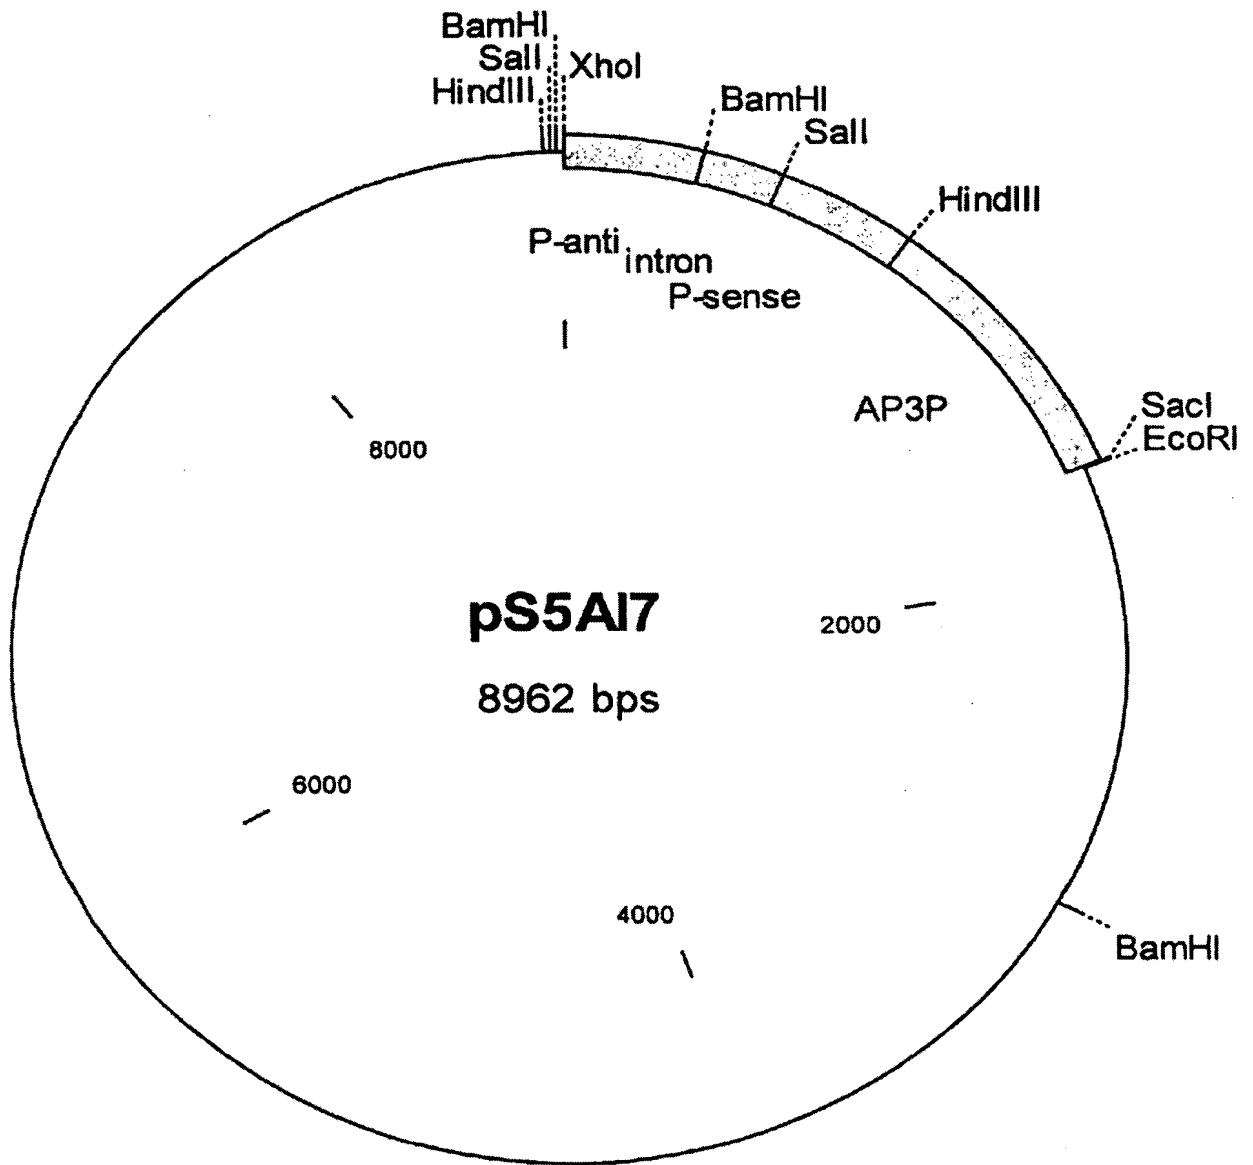 BamHI
SalI
XhoI
HindIII
BamHI
SalI
HindIII
P-anti
intron
P-sense
AP3P
SacI
EcoRI
8000
pS5AI7
2000
8962 bps
6000
4000
BamHI